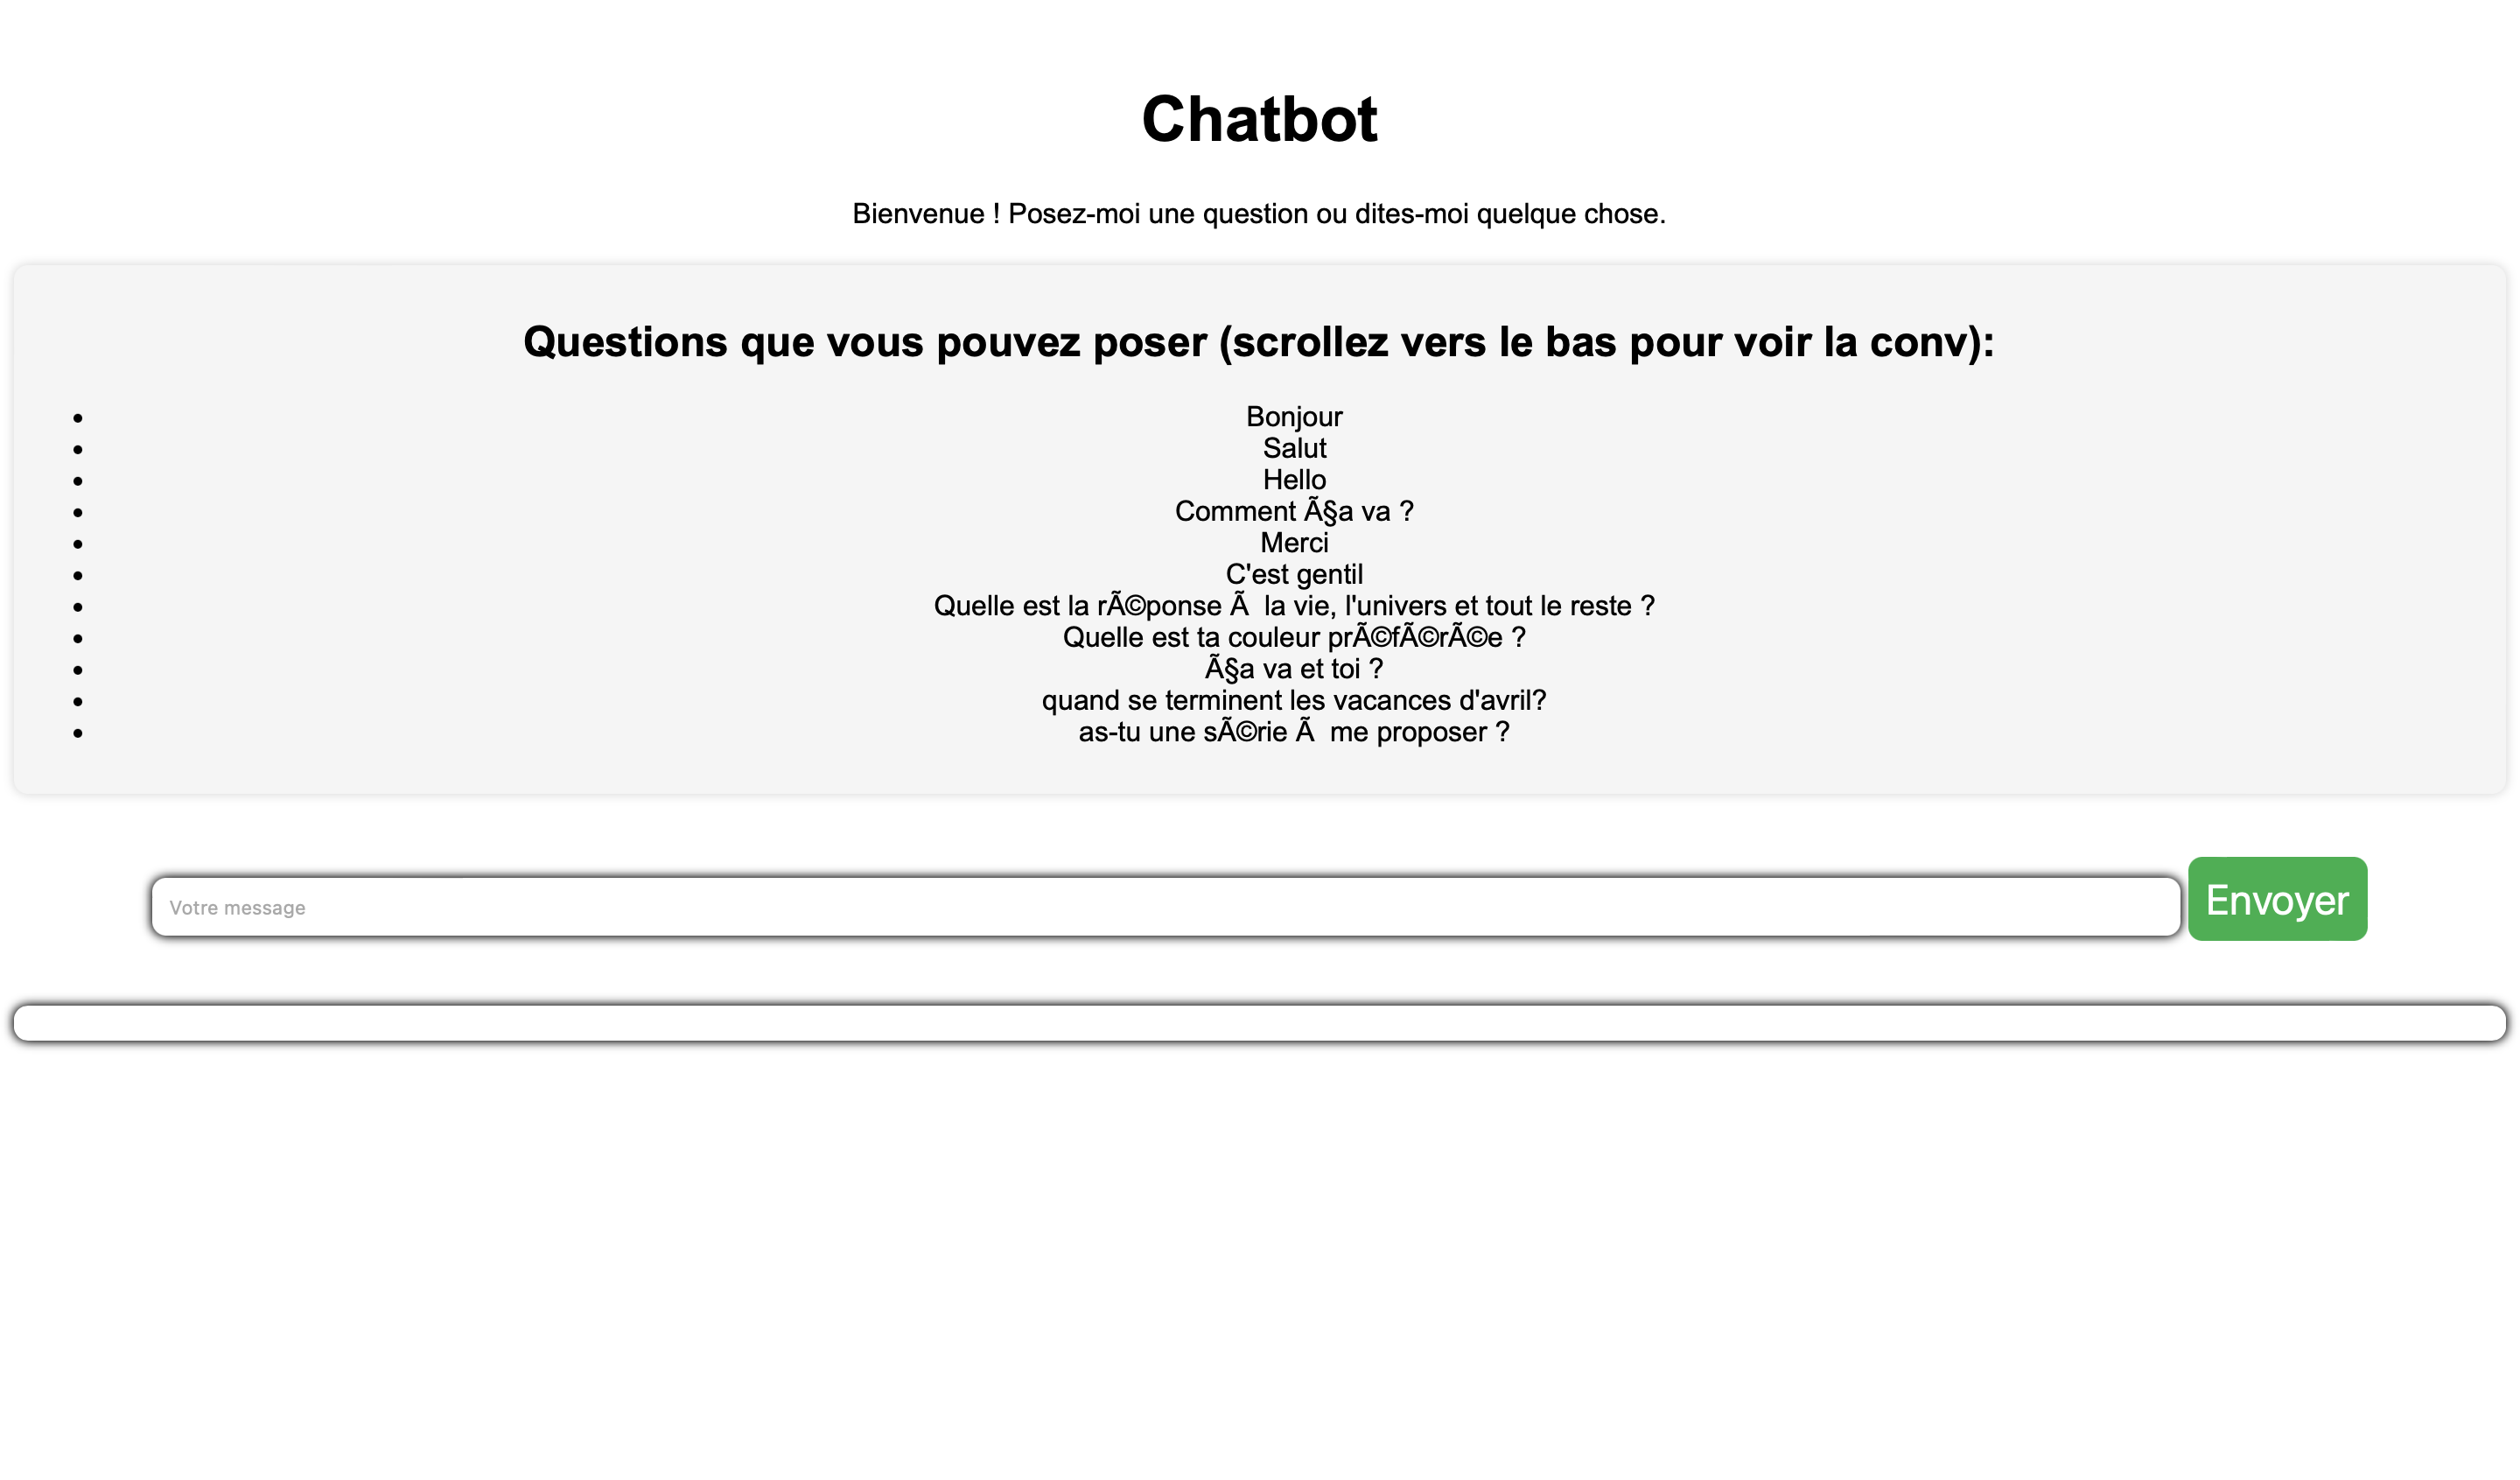 Chatbot
Bienvenue ! Posez-moi une question ou dites-moi quelque chose.
Questions que vous pouvez poser (scrollez vers le bas pour voir la conv):
Bonjour
Salut
Hello
Comment Ã§a va ?
Merci
C'est gentil
Quelle est la rÃ©ponse Ã  la vie, l'univers et tout le reste ?
Quelle est ta couleur prÃ©fÃ©rÃ©e ?
Ã§a va et toi ?
quand se terminent les vacances d'avril?
as-tu une sÃ©rie Ã  me proposer ?
Votre message
Envoyer